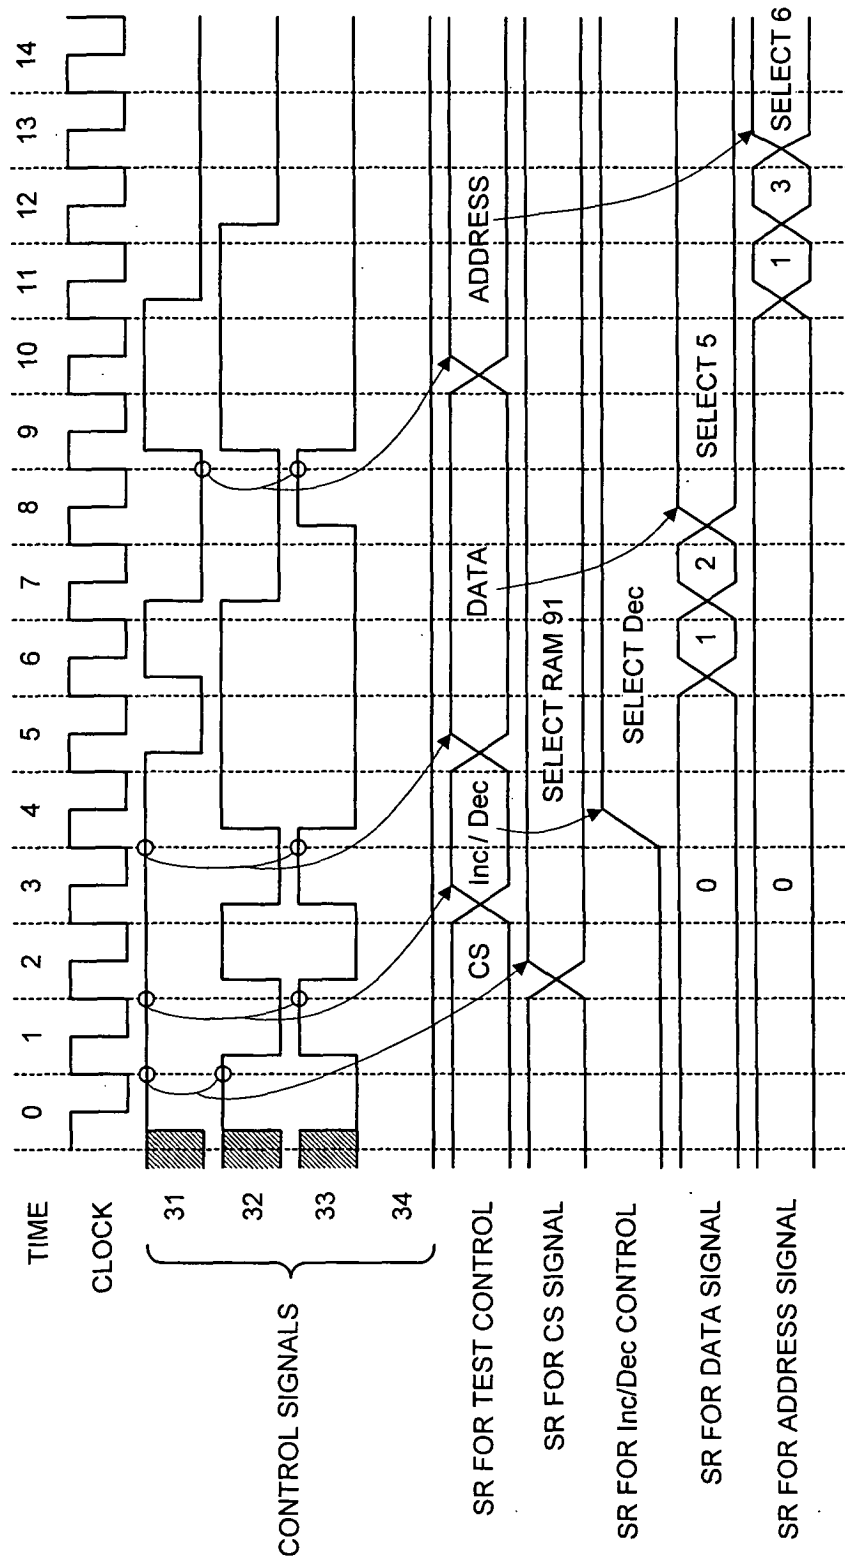 TIME 0 1 2 3 4 5 6 7 8 9 10 11 12 13 14
CLOCK
CONTROL SIGNALS
31
32
33
34
SR FOR TEST CONTROL CS Inc./ Dec DATA ADDRESS
SR FOR CS SIGNAL SELECT RAM 91
SR FOR Inc/Dec CONTROL SELECT Dec
SR FOR DATA SIGNAL 0 1 2 SELECT 5
SR FOR ADDRESS SIGNAL 0 1 3 SELECT 6